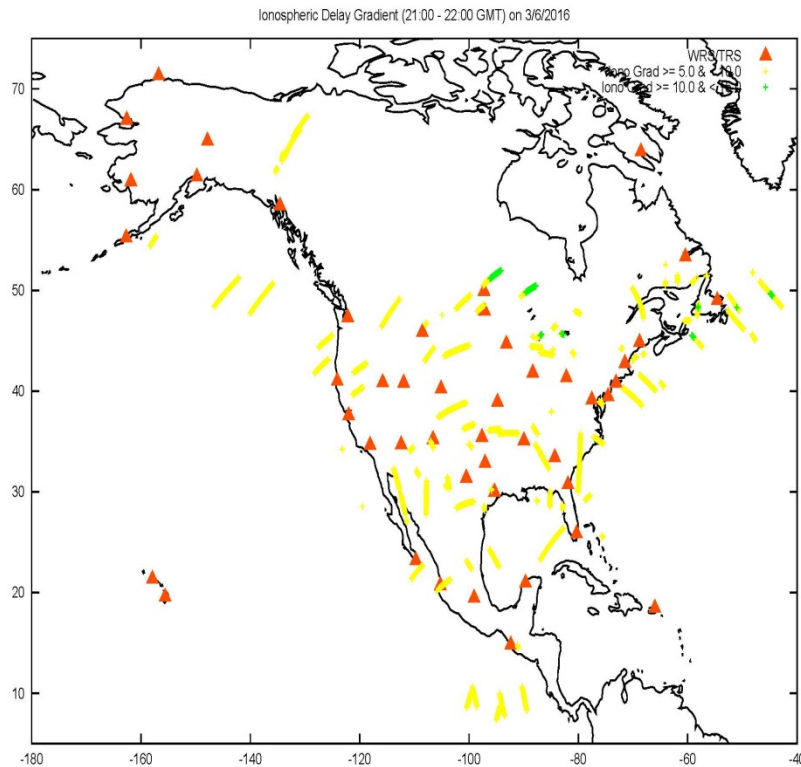 Ionospheric Delay Gradient (21:00 - 22:00 GMT) on 3/6/2016
WRS/TRS
Iono Grad >= 5.0 & 10.0
Iono Grad >= 10.0 & <
70
60
50
40
30
20
10
-180 -160 -140 -120 -100 -80 -60 -40